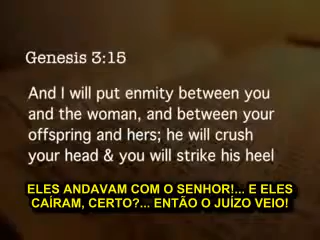 Genesis 3:15
And I will put enmity between you
and the woman, and between your
offspring and hers; he will crush
your head & you will strike his heel
ELES ANDAVAM COM O SENHOR!... E ELES
CAÍRAM, CERTO?... ENTÃO O JUÍZO VEIO!